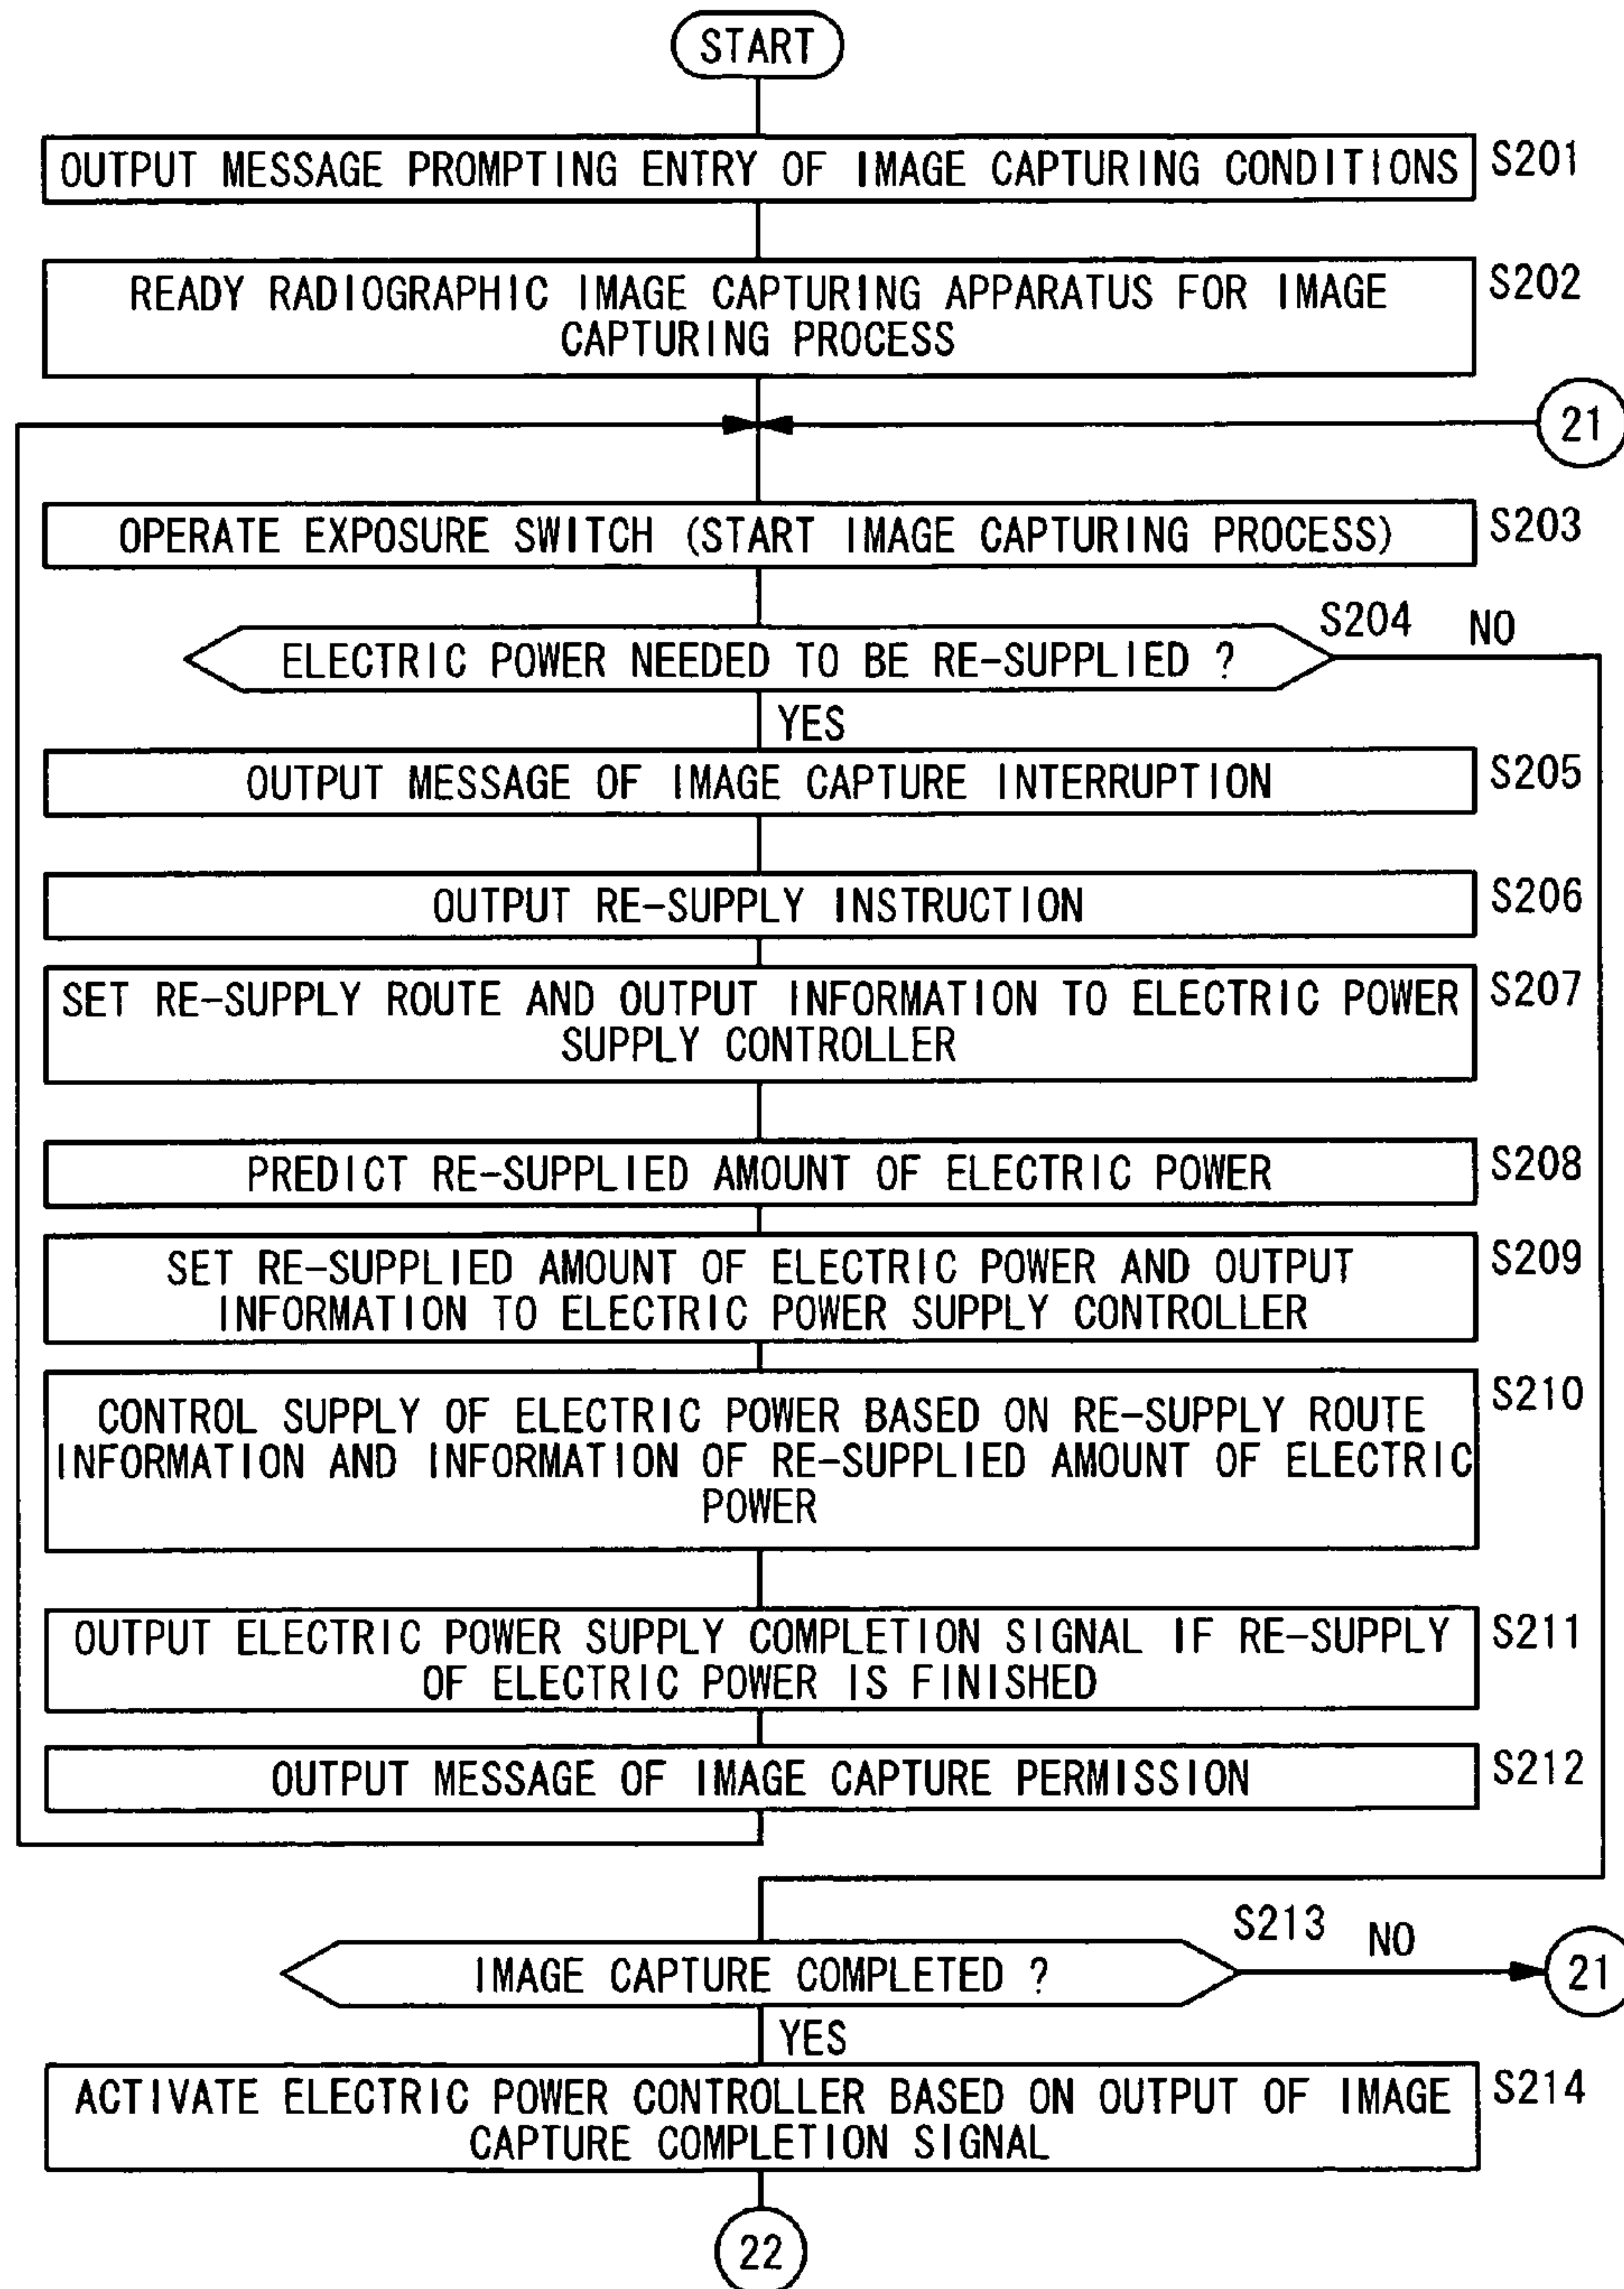 START
OUTPUT MESSAGE PROMPTING ENTRY OF IMAGE CAPTURING CONDITIONS
S201
READY RADIOGRAPHIC IMAGE CAPTURING APPARATUS FOR IMAGE
CAPTURING PROCESS
S202
21
OPERATE EXPOSURE SWITCH (START IMAGE CAPTURING PROCESS)
S203
ELECTRIC POWER NEEDED TO BE RE-SUPPLIED ?
S204
NO
YES
OUTPUT MESSAGE OF IMAGE CAPTURE INTERRUPTION
S205
OUTPUT RE-SUPPLY INSTRUCTION
S206
SET RE-SUPPLY ROUTE AND OUTPUT INFORMATION TO ELECTRIC POWER
SUPPLY CONTROLLER
S207
PREDICT RE-SUPPLIED AMOUNT OF ELECTRIC POWER
S208
SET RE-SUPPLIED AMOUNT OF ELECTRIC POWER AND OUTPUT
INFORMATION TO ELECTRIC POWER SUPPLY CONTROLLER
S209
CONTROL SUPPLY OF ELECTRIC POWER BASED ON RE-SUPPLY ROUTE
INFORMATION AND INFORMATION OF RE-SUPPLIED AMOUNT OF ELECTRIC
POWER
S210
OUTPUT ELECTRIC POWER SUPPLY COMPLETION SIGNAL IF RE-SUPPLY
OF ELECTRIC POWER IS FINISHED
S211
OUTPUT MESSAGE OF IMAGE CAPTURE PERMISSION
S212
IMAGE CAPTURE COMPLETED ?
S213
NO
21
YES
ACTIVATE ELECTRIC POWER CONTROLLER BASED ON OUTPUT OF IMAGE
CAPTURE COMPLETION SIGNAL
S214
22